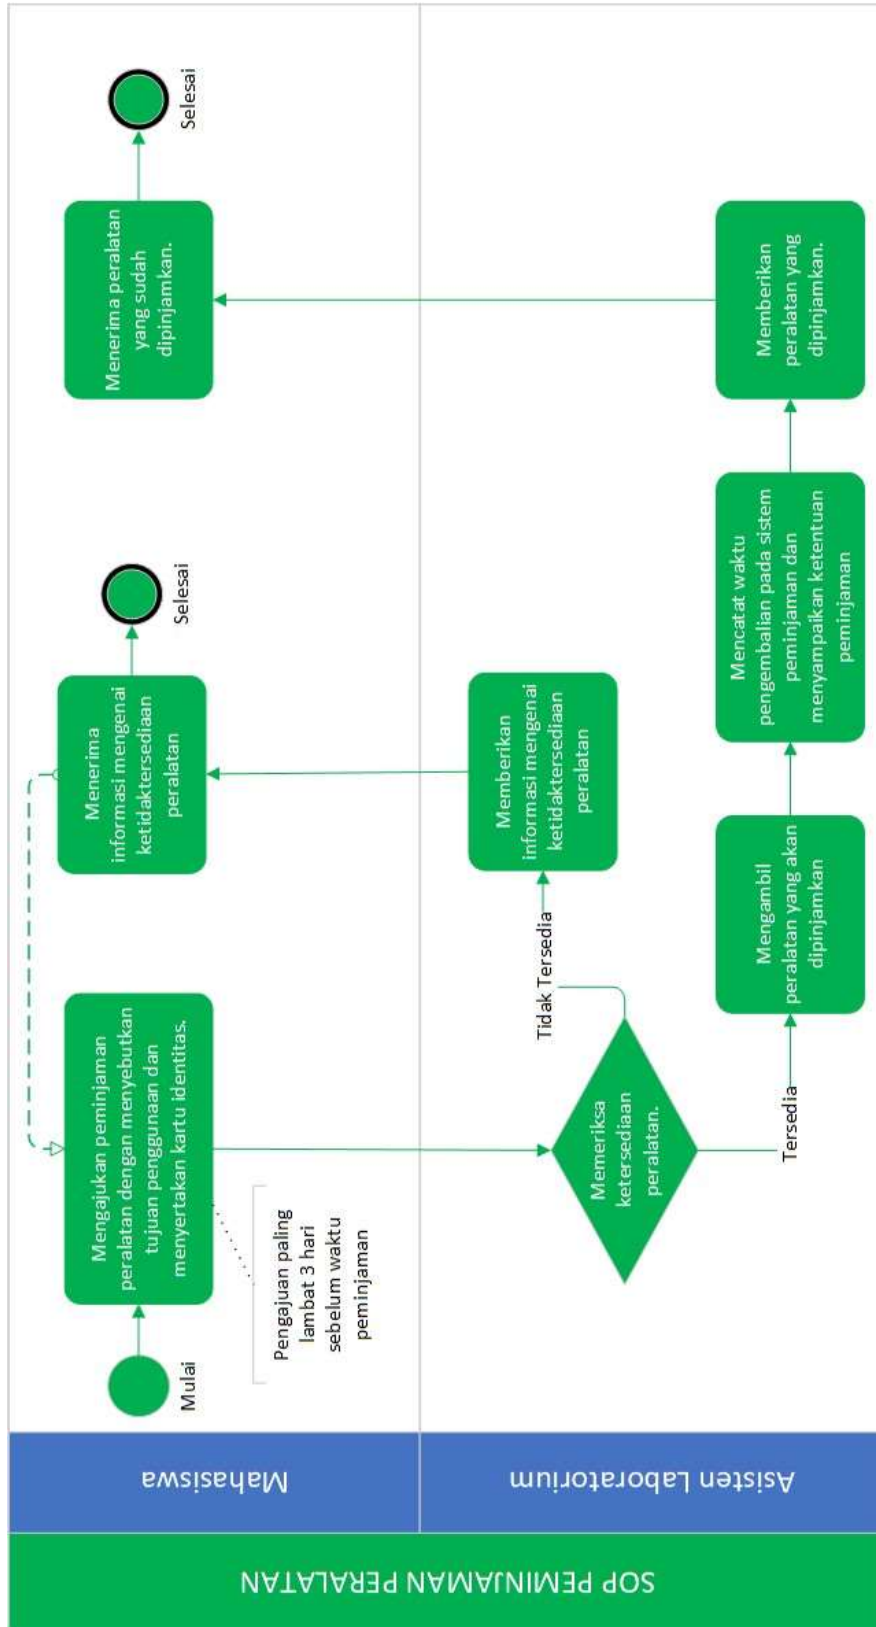 SOP PEMINJAMAN PERALATAN
Mahasiswa
Mulai
Mengajukan peminjaman
peralatan dengan menyebutkan
tujuan penggunaan dan
menyertakan kartu identitas.
Pengajuan paling
lambat 3 hari
sebelum waktu
peminjaman
Menerima
informasi mengenai
ketidaktersediaan
peralatan
Selesai
Menerima peralatan
yang sudah
dipinjamkan.
Selesai
Asisten Laboratorium
Memeriksa
ketersediaan
peralatan.
Tidak Tersedia
Memberikan
informasi mengenai
ketidaktersediaan
peralatan
Tersedia
Mengambil
peralatan yang akan
dipinjamkan
Mencatat waktu
pengembalian pada sistem
peminjaman dan
menyampaikan ketentuan
peminjaman
Memberikan
peralatan yang
dipinjamkan.